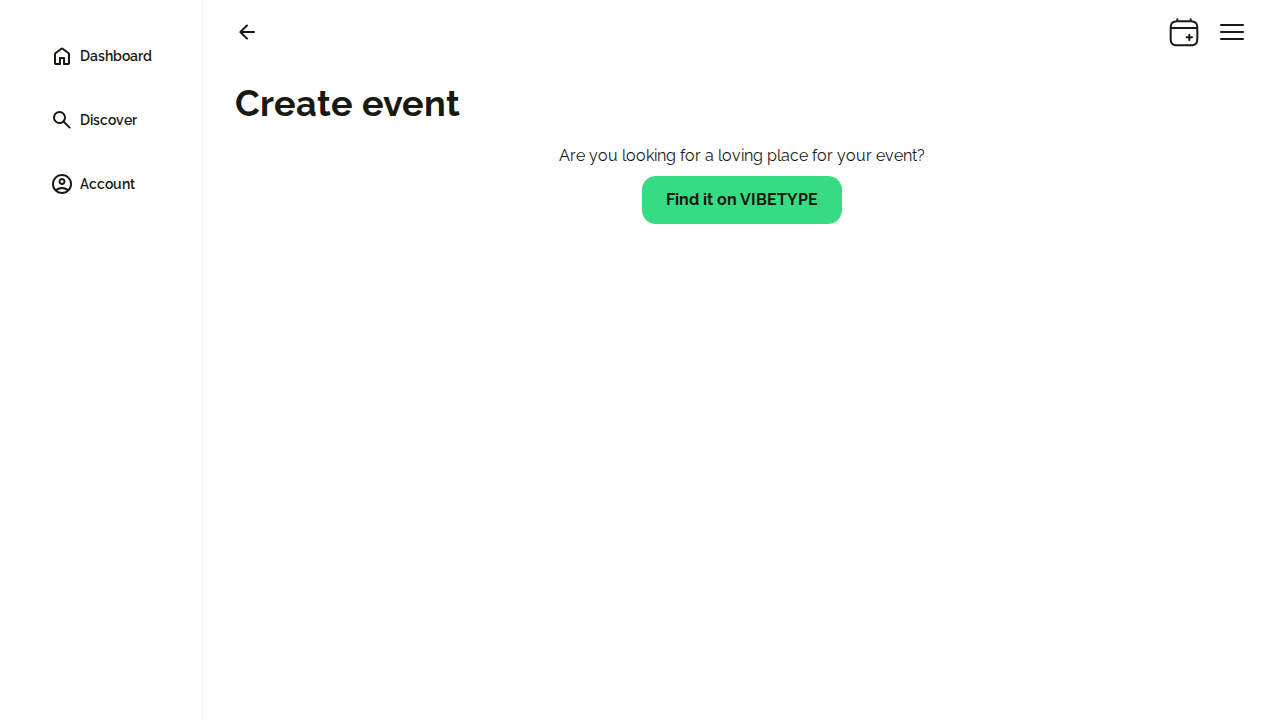 Dashboard
Discover
Account
Create event
Are you looking for a loving place for your event?
Find it on VIBETYPE